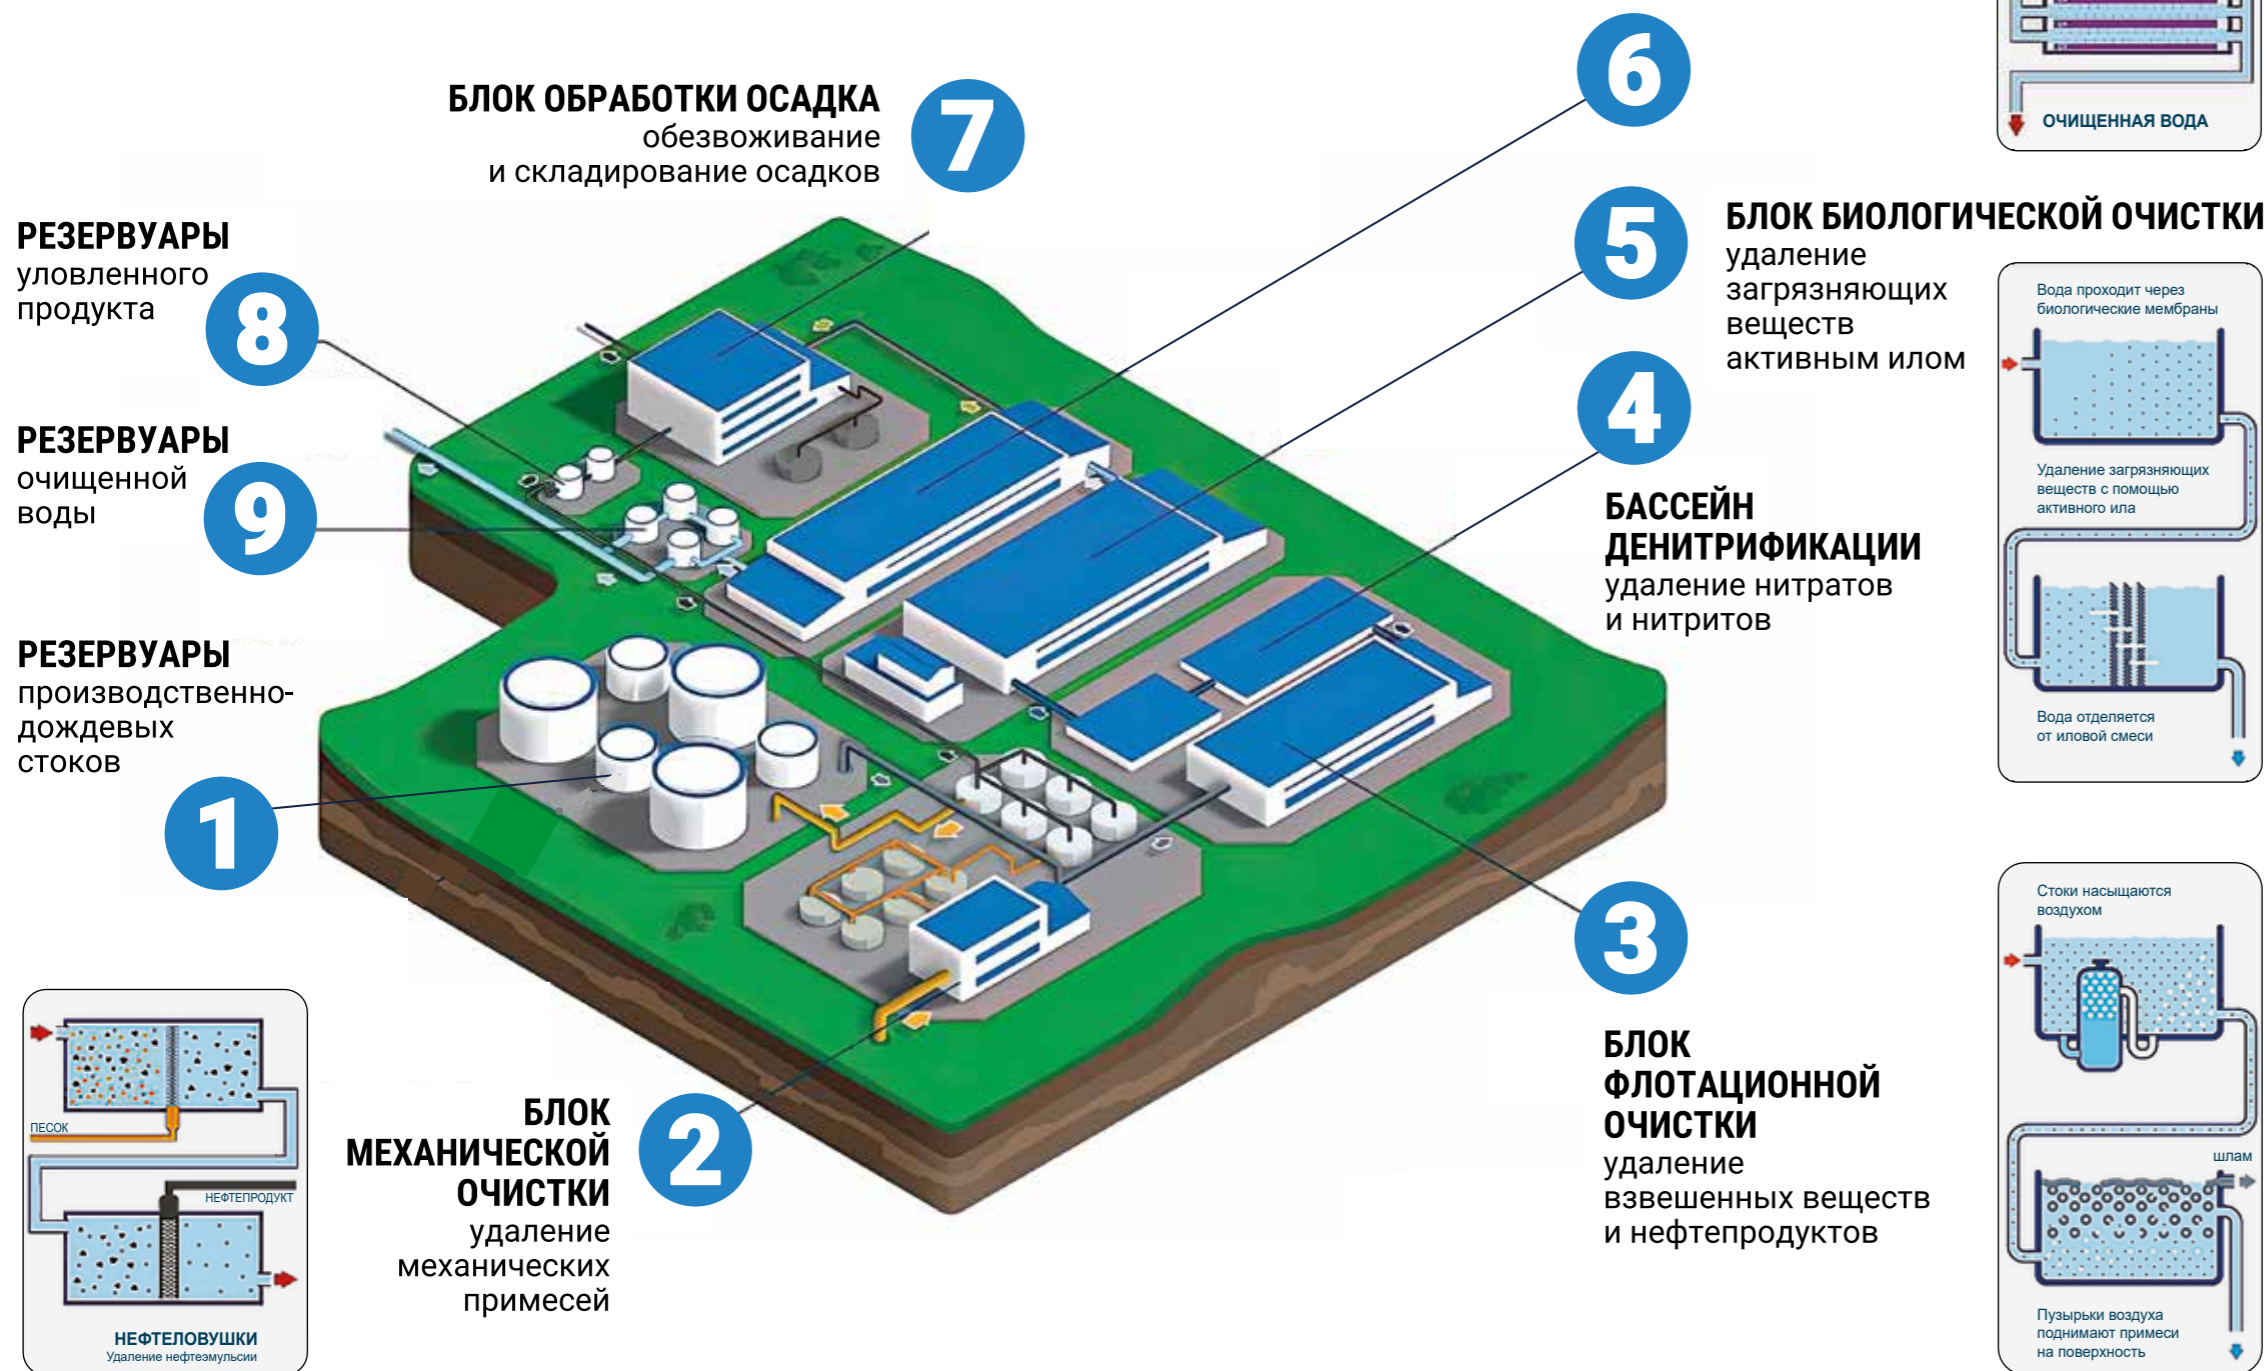 6
ОЧИЩЕННАЯ ВОДА
БЛОК ОБРАБОТКИ ОСАДКА
обезвоживание
и складирование осадков
7
РЕЗЕРВУАРЫ
уловленного
продукта
8
РЕЗЕРВУАРЫ
очищенной
воды
9
РЕЗЕРВУАРЫ
производственно-
дождевых
стоков
1
5
БЛОК БИОЛОГИЧЕСКОЙ ОЧИСТКИ
удаление
загрязняющих
веществ
активным илом
4
БАССЕЙН
ДЕНИТРИФИКАЦИИ
удаление нитратов
и нитритов
Вода проходит через
биологические мембраны
Удаление загрязняющих
веществ с помощью
активного ила
Вода отделяется
от иловой смеси
3
БЛОК
ФЛОТАЦИОННОЙ
ОЧИСТКИ
удаление
взвешенных веществ
и нефтепродуктов
Стоки насыщаются
воздухом
шлам
Пузырьки воздуха
поднимают примеси
на поверхность
2
БЛОК
МЕХАНИЧЕСКОЙ
ОЧИСТКИ
удаление
механических
примесей
ПЕСОК
НЕФТЕПРОДУКТ
НЕФТЕЛОВУШКИ
Удаление нефтеэмульсии